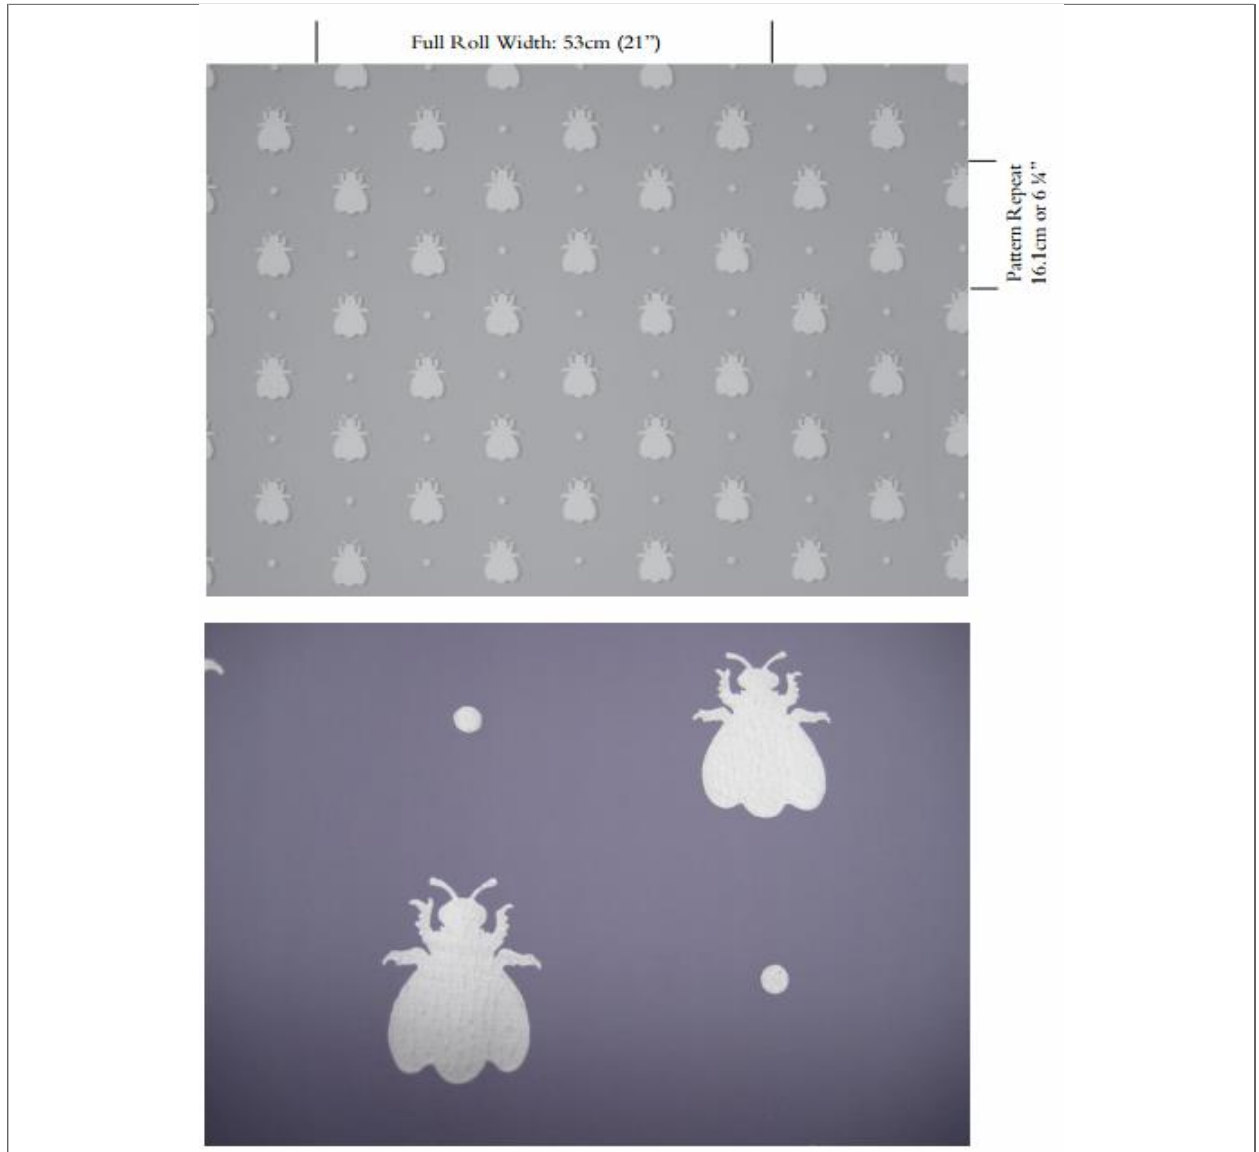 Full Roll Width: 53cm (21”)
Pattern Repeat
16.1cm or 6 ¼”